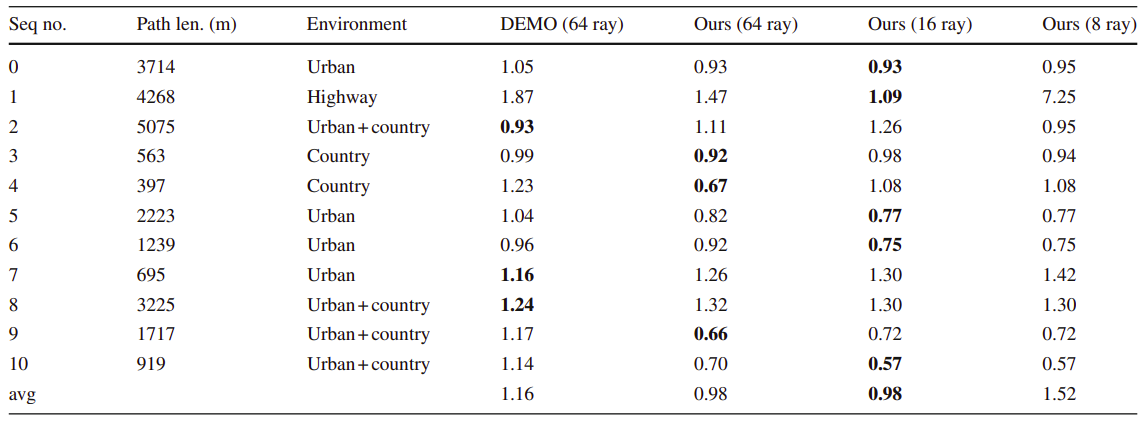 Seq no. Path len. (m) Environment DEMO (64 ray) Ours (64 ray) Ours (16 ray) Ours (8 ray)
0 3714 Urban 1.05 0.93 0.93 0.95
1 4268 Highway 1.87 1.47 1.09 7.25
2 5075 Urban + country 0.93 1.11 1.26 0.95
3 563 Country 0.99 0.92 0.98 0.94
4 397 Country 1.23 0.67 1.08 1.08
5 2223 Urban 1.04 0.82 0.77 0.77
6 1239 Urban 0.96 0.92 0.75 0.75
7 695 Urban 1.16 1.26 1.30 1.42
8 3225 Urban + country 1.24 1.32 1.30 1.30
9 1717 Urban + country 1.17 0.66 0.72 0.72
10 919 Urban + country 1.14 0.70 0.57 0.57
avg 1.16 0.98 0.98 1.52